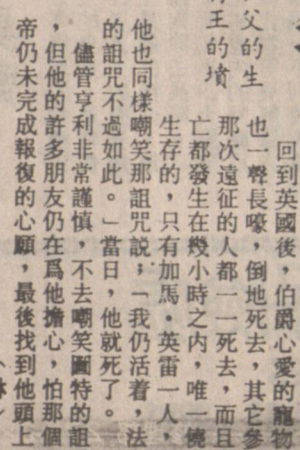 父的生
王的墳
回到英國後，伯爵心愛的寵物
也一聲長嚎，倒地死去，其它參
那次遠征的人都一一死去，而且
亡都發生在幾小時之內，唯一僥
生存的，只有加馬·英雷一人，
他也同樣嘲笑那詛咒説；「我仍活着，法
的詛咒不過如此。」當日，他就死了。
儘管亨利非常謹慎，不去嘲笑圖特的詛
，但他的許多朋友仍在爲他擔心，怕那個
帝仍未完成報復的心願，最後找到他頭上